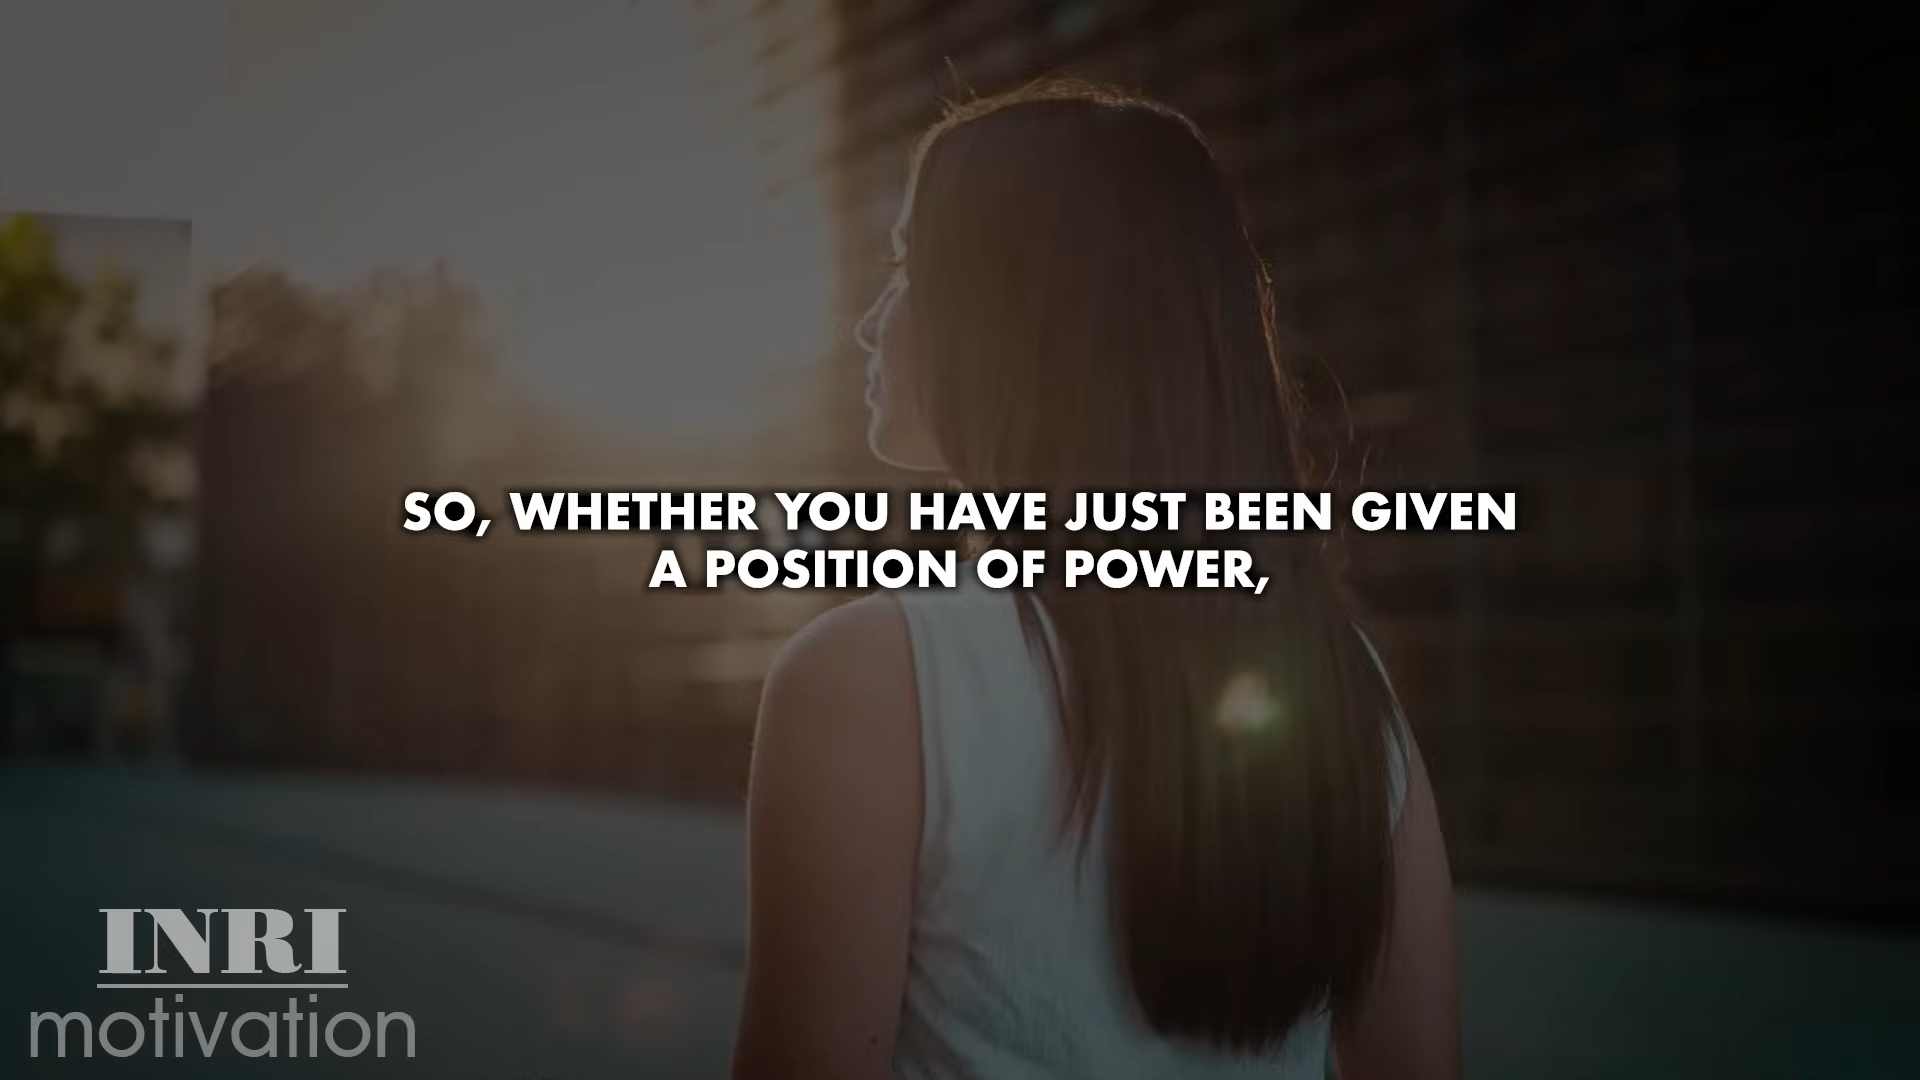 SO, WHETHER YOU HAVE JUST BEEN GIVEN
A POSITION OF POWER,
INRI
motivation